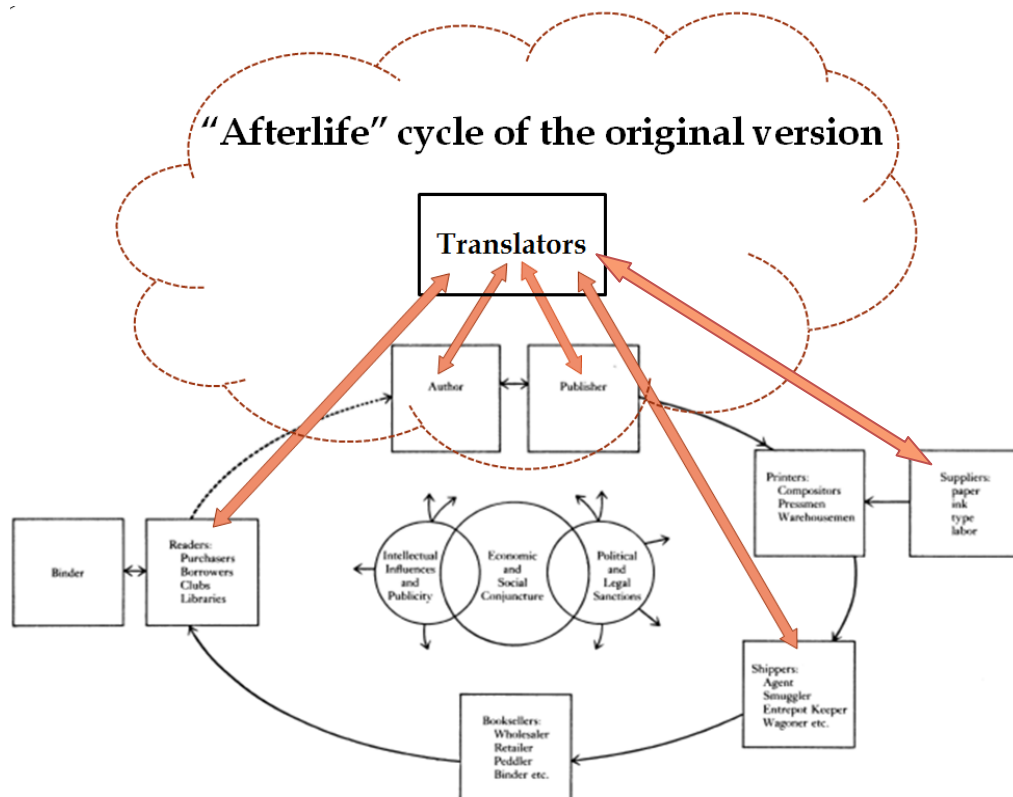 “Afterlife” cycle of the original version
Translators
Author
Publisher
Printers:
Compositors
Pressmen
Warehousemen
Suppliers:
paper
ink
type
labor
Binder
Readers:
Purchasers
Borrowers
Clubs
Libraries
Intellectual
Influences
and
Publicity
Economic
and
Social
Conjuncture
Political
and
Legal
Sanctions
Shippers:
Agent
Smuggler
Entrepot Keeper
Wagoner etc.
Booksellers:
Wholesaler
Retailer
Peddler
Binder etc.